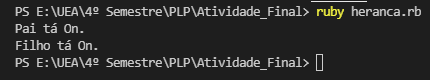 PS E:\UEA\4º Semestre\PLP\Atividade_Final> ruby heranca.rb
Pai tá On.
Filho tá On.
PS E:\UEA\4º Semestre\PLP\Atividade_Final>